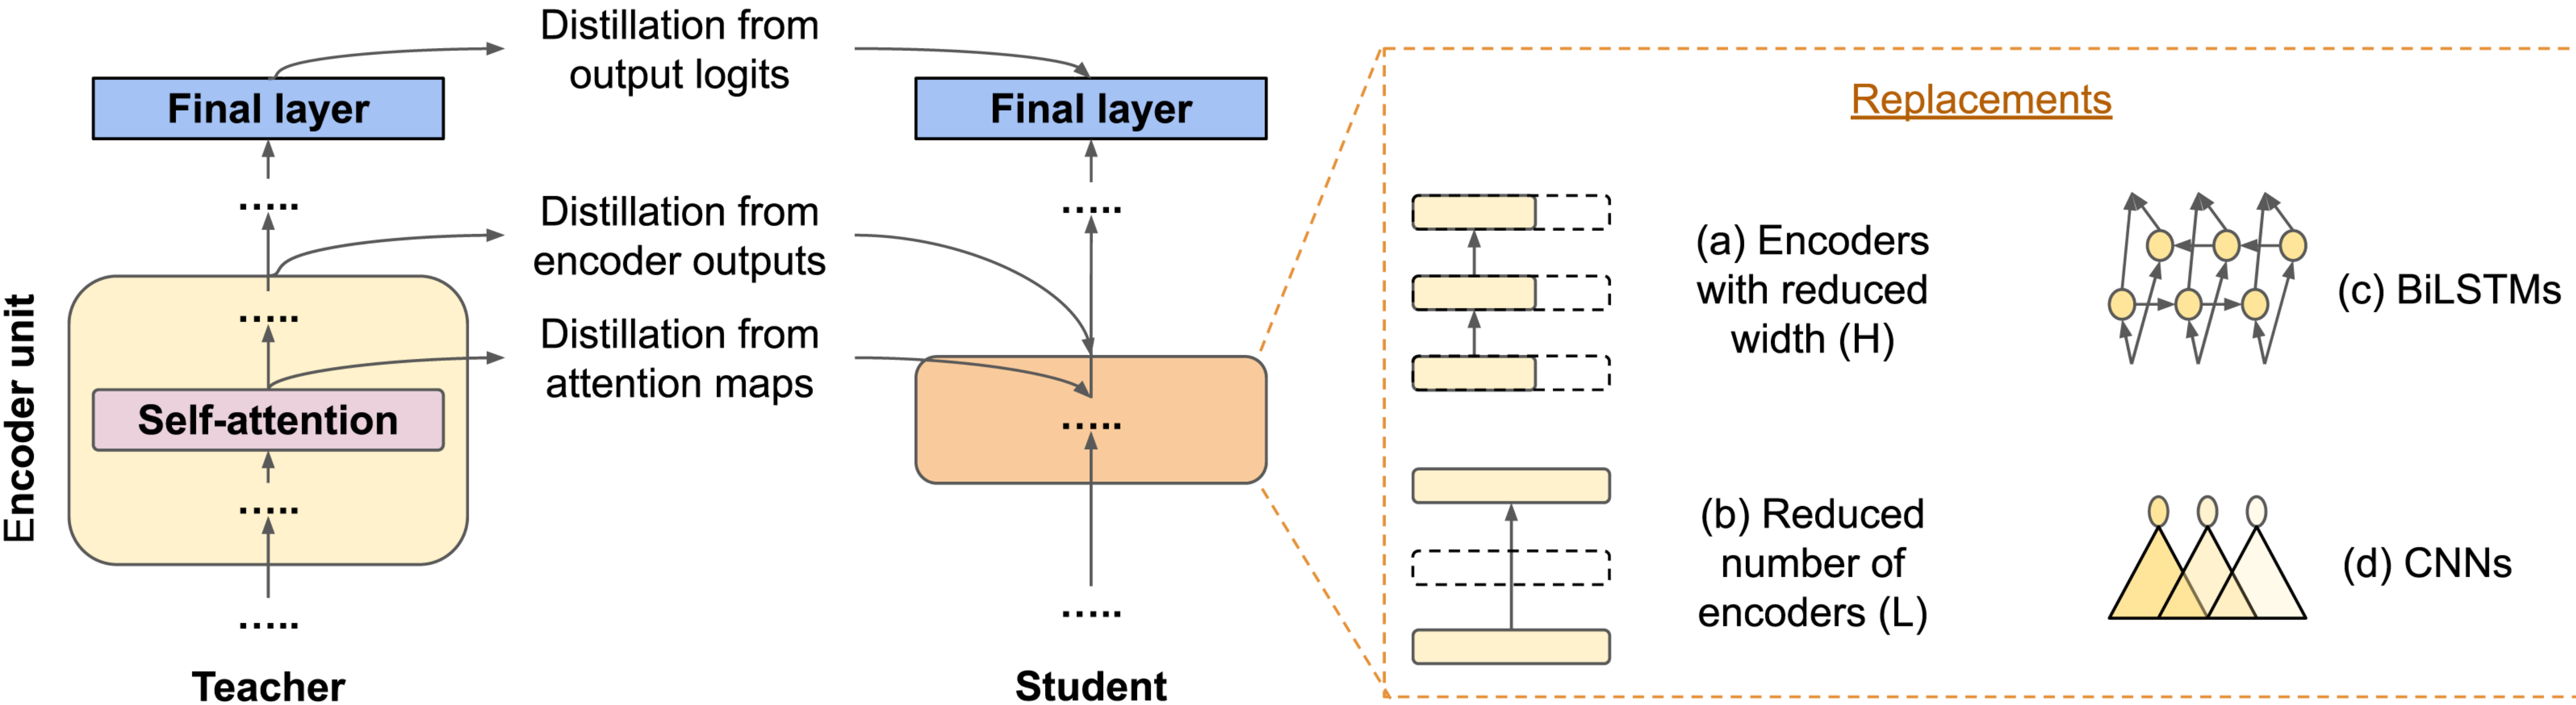 Distillation from
output logits
Final layer
Final layer
.....
.....
Distillation from
encoder outputs
Encoder unit
.....
Distillation from
attention maps
Self-attention
.....
.....
.....
.....
Teacher
Student
Replacements
(a) Encoders
with reduced
width (H)
(c) BiLSTMs
(b) Reduced
number of
encoders (L)
(d) CNNs